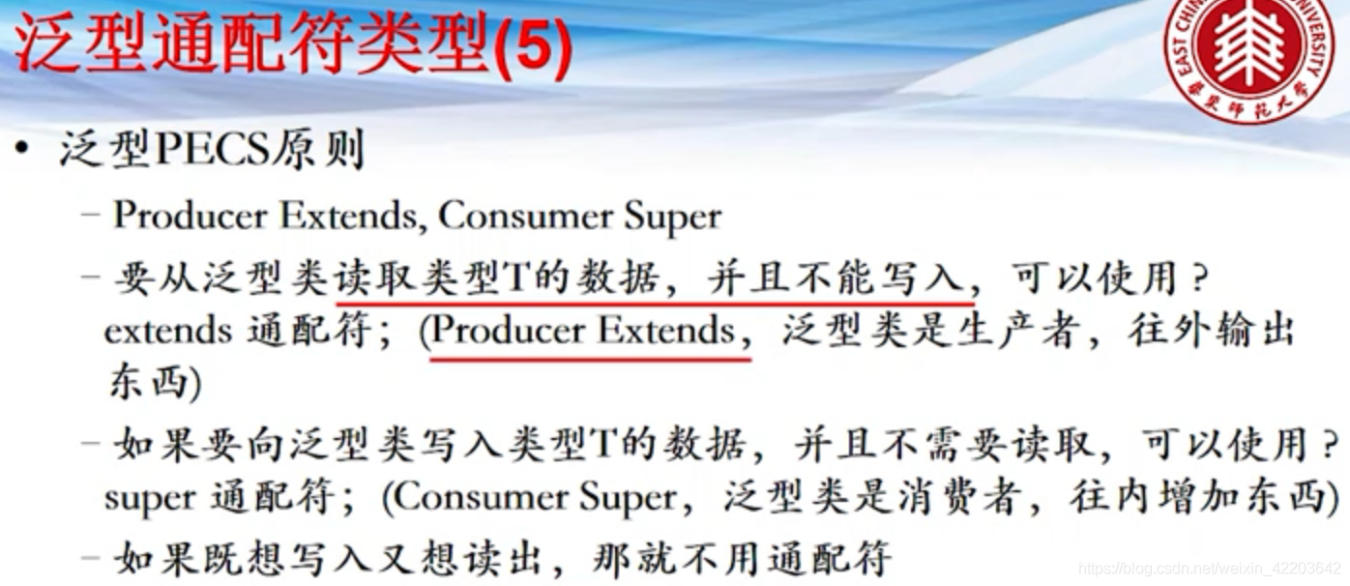 泛型通配符类型(5)
EAST CHINA
UNIVERSITY
华东师范大学
• 泛型PECS原则
– Producer Extends, Consumer Super
– 要从泛型类读取类型T的数据，并且不能写入，可以使用？
extends 通配符；(Producer Extends，泛型类是生产者，往外输出
东西)
– 如果要向泛型类写入类型T的数据，并且不需要读取，可以使用？
super 通配符；(Consumer Super，泛型类是消费者，往内增加东西)
– 如果既想写入又想读出，那就不用通配符
https://blog.csdn.net/weixin_42203642